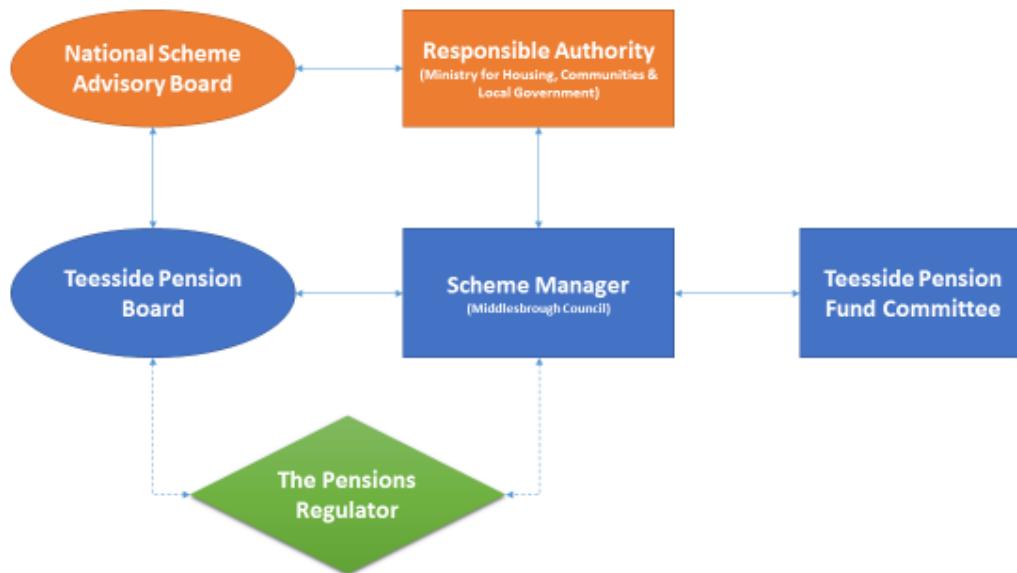 National Scheme
Advisory Board
Responsible Authority
(Ministry for Housing, Communities &
Local Government)
Teesside Pension
Board
Scheme Manager
(Middlesbrough Council)
Teesside Pension
Fund Committee
The Pensions
Regulator